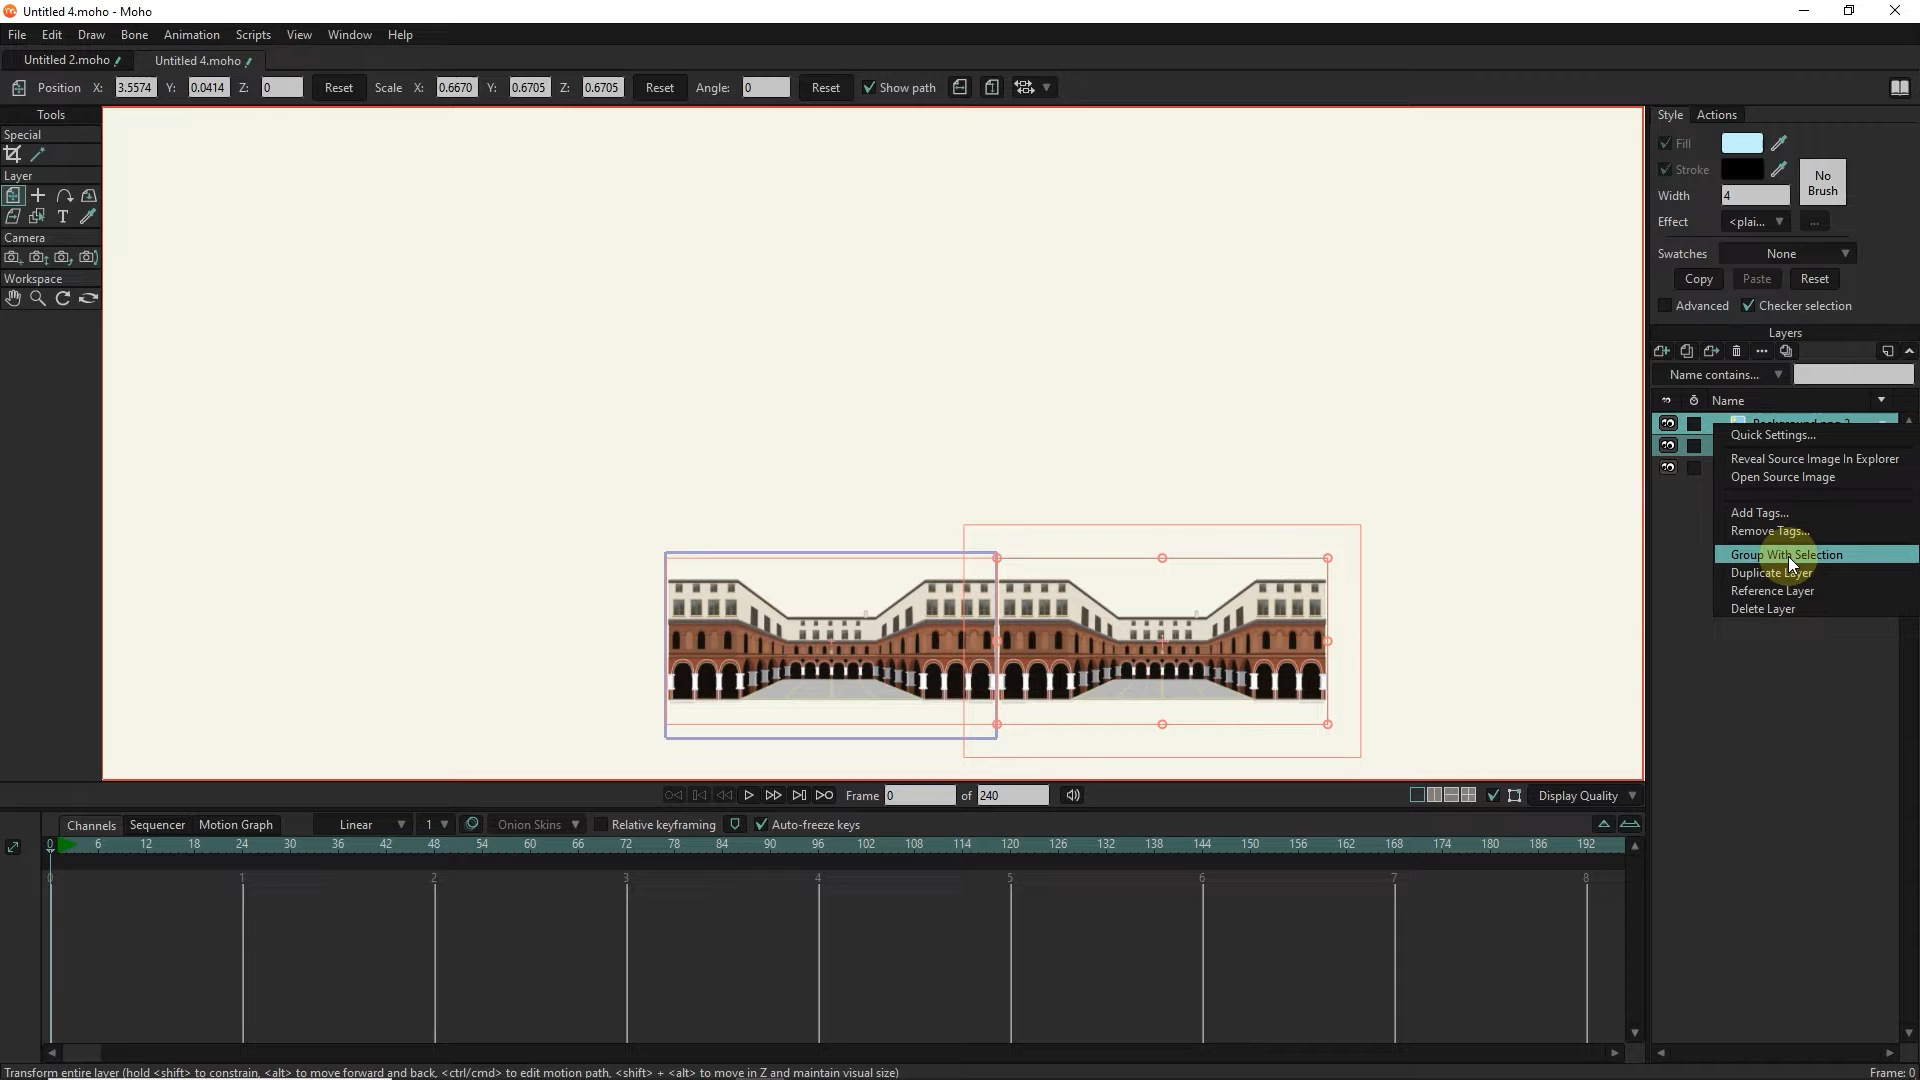 Untitled 4.moho - Moho
File Edit Draw Bone Animation Scripts View Window Help
Untitled 2.moho Untitled 4.moho
Position X: 3.5574 Y: 0.0414 Z: 0 Reset Scale X: 0.6670 Y: 0.6705 Z: 0.6705 Reset Angle: 0 Reset Show path
Tools
Special
Layer
Camera
Workspace
Style Actions
Fill
Stroke
No Brush
Width 4
Effect <plai... ...
Swatches None
Copy Paste Reset
Advanced Checker selection
Layers
Name contains...
Name
Quick Settings...
Reveal Source Image In Explorer
Open Source Image
Add Tags...
Remove Tags...
Group With Selection
Duplicate Layer
Reference Layer
Delete Layer
Frame 0 of 240 Display Quality
Channels Sequencer Motion Graph Linear 1 Onion Skins Relative keyframing Auto-freeze keys
0 6 12 18 24 30 36 42 48 54 60 66 72 78 84 90 96 102 108 114 120 126 132 138 144 150 156 162 168 174 180 186 192
0 1 2 3 4 5 6 7 8
Transform entire layer (hold <shift> to constrain, <alt> to move forward and back, <ctrl/cmd> to edit motion path, <shift> + <alt> to move in Z and maintain visual size) Frame: 0